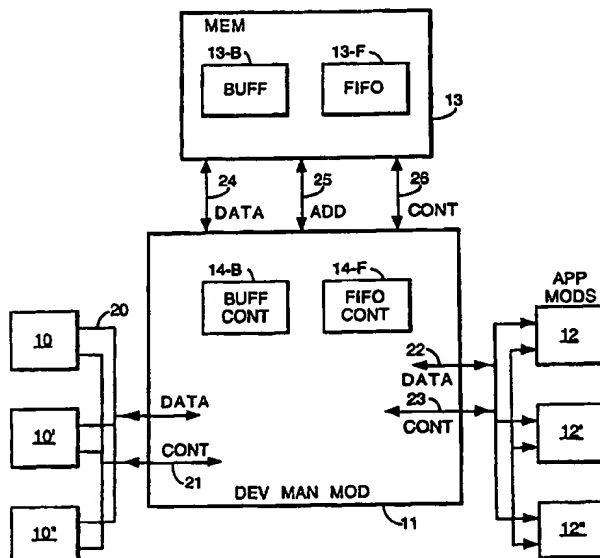 MEM
13-B
13-F
BUFF
FIFO
13
24
25
26
DATA
ADD
CONT
14-B
14-F
BUFF
CONT
FIFO
CONT
APP
MODS
20
10
12
22
DATA
23
CONT
10'
DATA
12'
CONT
21
DEV MAN MOD
11
10"
12"